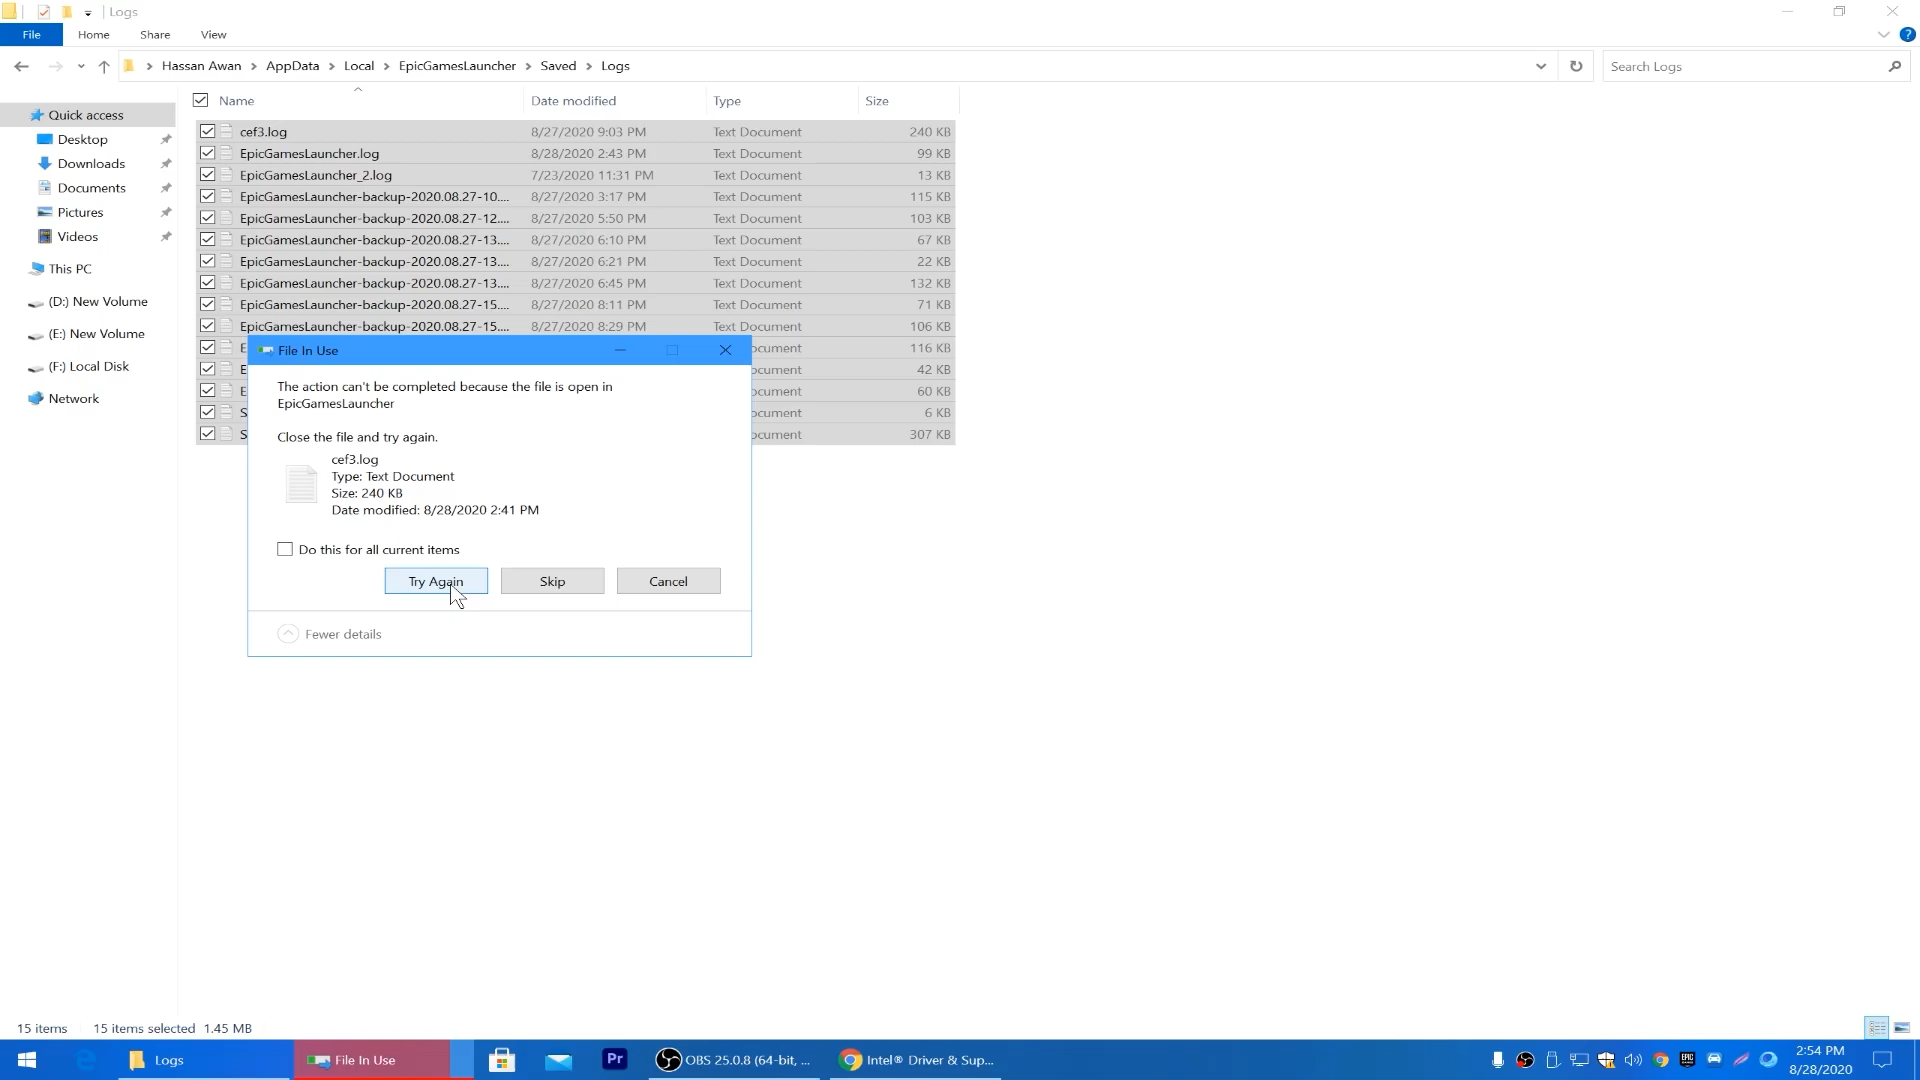 Logs
File Home Share View
Hassan Awan > AppData > Local > EpicGamesLauncher > Saved > Logs
Search Logs
Name Date modified Type Size
Quick access
Desktop
Downloads
Documents
Pictures
Videos
This PC
(D:) New Volume
(E:) New Volume
(F:) Local Disk
Network
cef3.log 8/27/2020 9:03 PM Text Document 240 KB
EpicGamesLauncher.log 8/28/2020 2:43 PM Text Document 99 KB
EpicGamesLauncher_2.log 7/23/2020 11:31 PM Text Document 13 KB
EpicGamesLauncher-backup-2020.08.27-10.... 8/27/2020 3:17 PM Text Document 115 KB
EpicGamesLauncher-backup-2020.08.27-12.... 8/27/2020 5:50 PM Text Document 103 KB
EpicGamesLauncher-backup-2020.08.27-13.... 8/27/2020 6:10 PM Text Document 67 KB
EpicGamesLauncher-backup-2020.08.27-13.... 8/27/2020 6:21 PM Text Document 22 KB
EpicGamesLauncher-backup-2020.08.27-13.... 8/27/2020 6:45 PM Text Document 132 KB
EpicGamesLauncher-backup-2020.08.27-15.... 8/27/2020 8:11 PM Text Document 71 KB
EpicGamesLauncher-backup-2020.08.27-15.... 8/27/2020 8:29 PM Text Document 106 KB
E ocument 116 KB
E ocument 42 KB
E ocument 60 KB
S ocument 6 KB
S ocument 307 KB
File In Use
The action can't be completed because the file is open in
EpicGamesLauncher
Close the file and try again.
cef3.log
Type: Text Document
Size: 240 KB
Date modified: 8/28/2020 2:41 PM
Do this for all current items
Try Again Skip Cancel
Fewer details
15 items 15 items selected 1.45 MB
Logs File In Use Pr OBS 25.0.8 (64-bit, ... Intel® Driver & Sup... EPIC 2:54 PM
8/28/2020